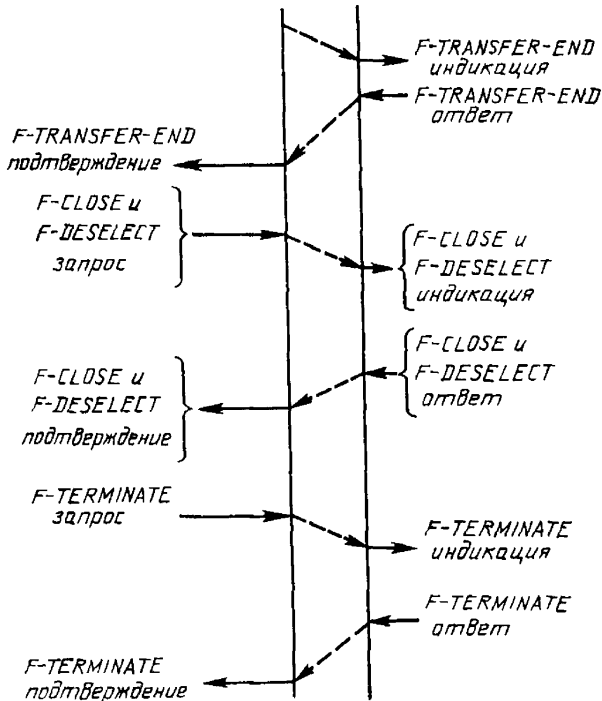 F-TRANSFER-END
индикация
F-TRANSFER-END
ответ
F-TRANSFER-END
подтверждение
F-CLOSE и
F-DESELECT
запрос
F-CLOSE и
F-DESELECT
индикация
F-CLOSE и
F-DESELECT
ответ
F-CLOSE и
F-DESELECT
подтверждение
F-TERMINATE
запрос
F-TERMINATE
индикация
F-TERMINATE
ответ
F-TERMINATE
подтверждение